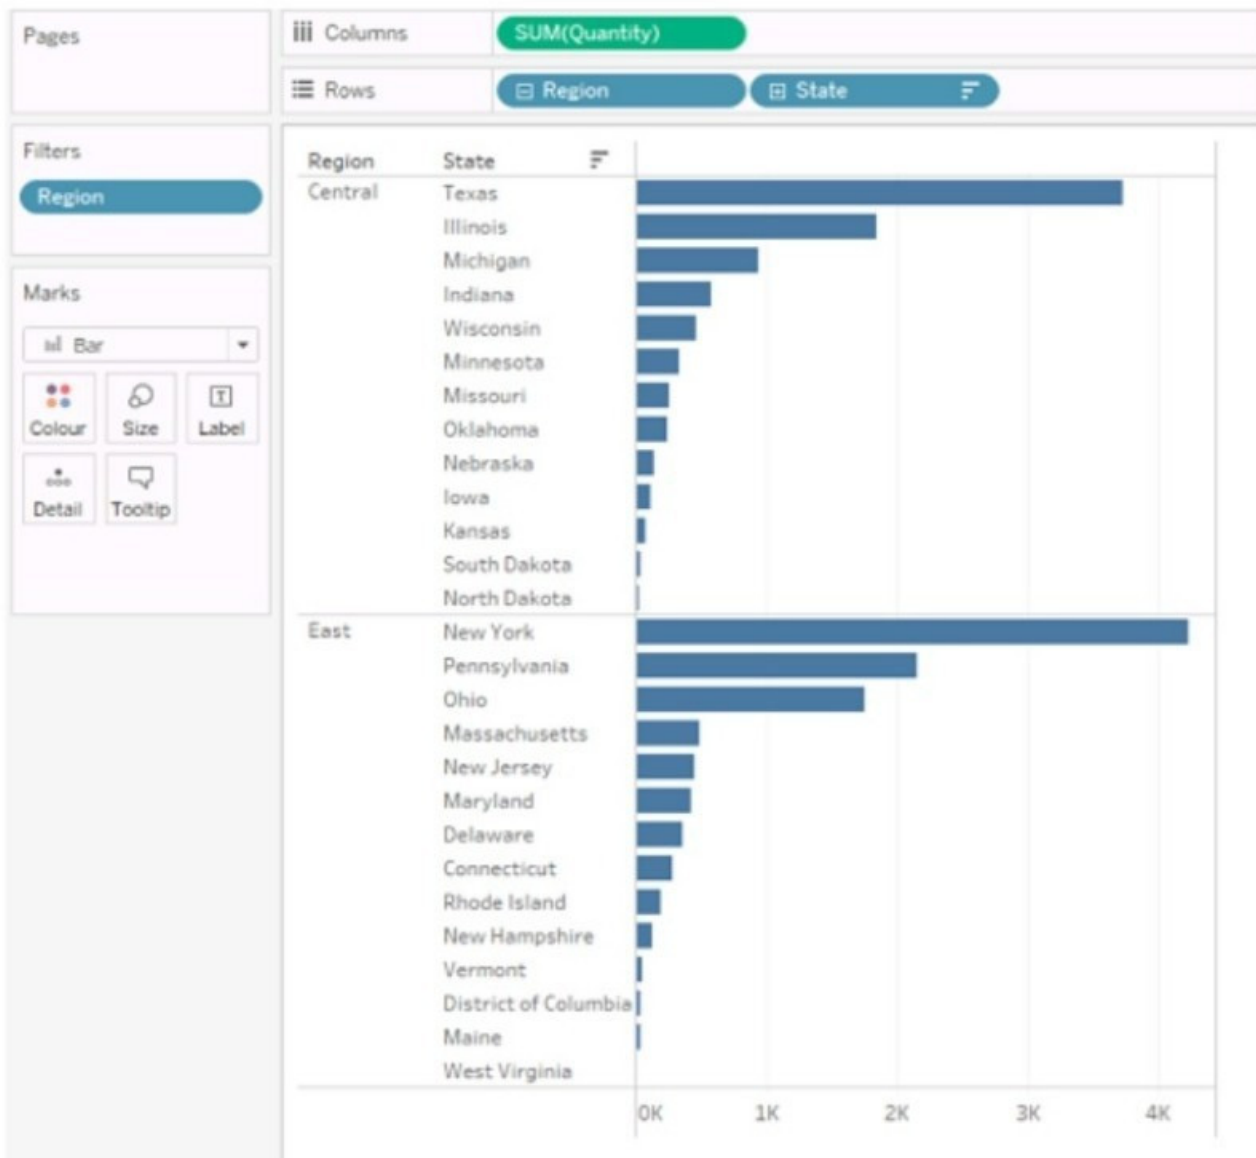 Pages
Columns
SUM(Quantity)
Rows
Region
State
Filters
Region
Marks
Bar
Colour
Size
Label
Detail
Tooltip
Region State
Central Texas
Illinois
Michigan
Indiana
Wisconsin
Minnesota
Missouri
Oklahoma
Nebraska
Iowa
Kansas
South Dakota
North Dakota
East New York
Pennsylvania
Ohio
Massachusetts
New Jersey
Maryland
Delaware
Connecticut
Rhode Island
New Hampshire
Vermont
District of Columbia
Maine
West Virginia
0K 1K 2K 3K 4K